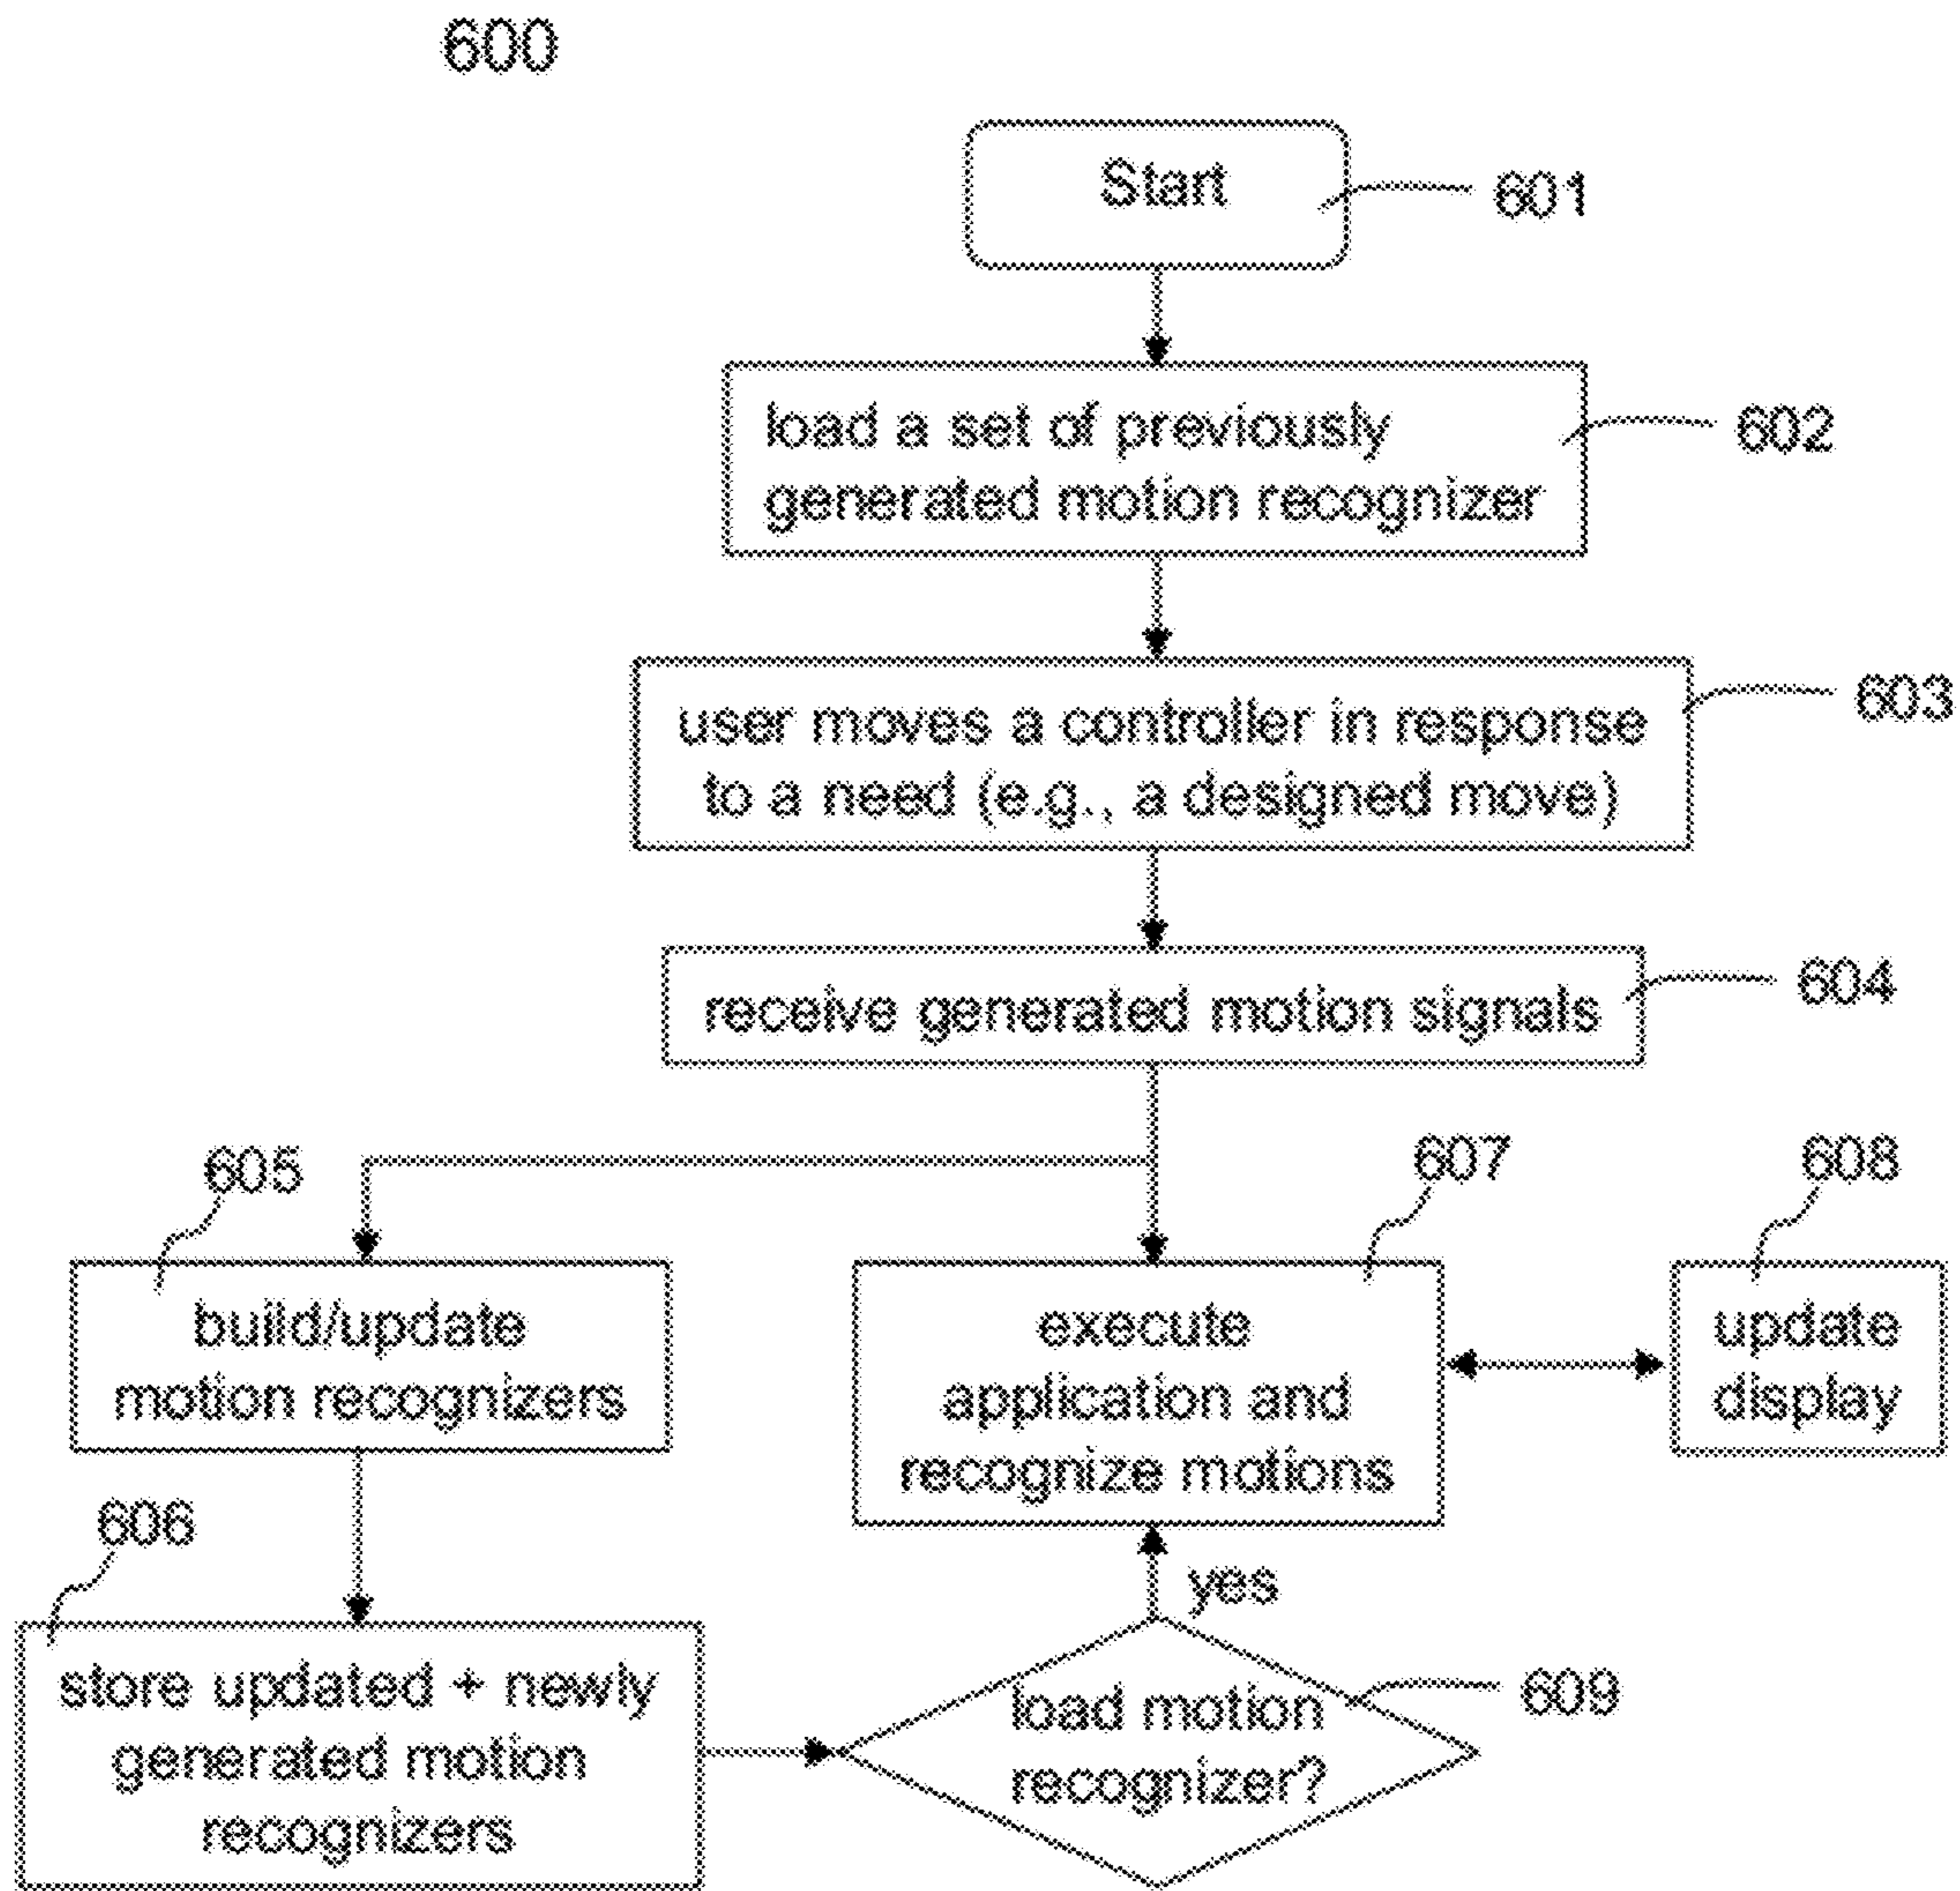 600
Start
601
load a set of previously
generated motion recognizer
602
user moves a controller in response
to a need (e.g., a designed move)
603
receive generated motion signals
604
605
607
608
build/update
motion recognizers
execute
application and
recognize motions
update
display
606
yes
store updated + newly
generated motion
recognizers
load motion
recognizer?
609